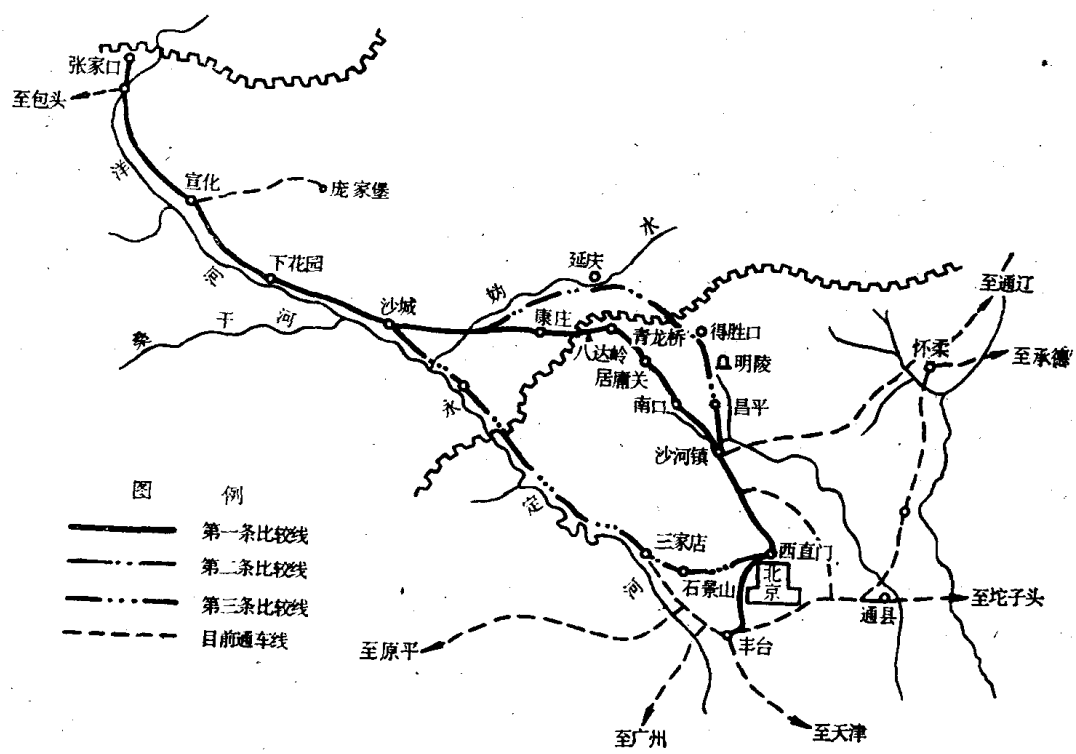 张家口
至包头
洋
河
宣化
庞家堡
下花园
桑
干
河
沙城
妫
水
延庆
康庄
八达岭
青龙桥
居庸关
得胜口
明陵
南口
昌平
沙河镇
怀柔
至通辽
至承德
永
定
河
三家店
石景山
西直门
北京
丰台
通县
至坨子头
至原平
至广州
至天津
图 例
第一条比较线
第二条比较线
第三条比较线
目前通车线